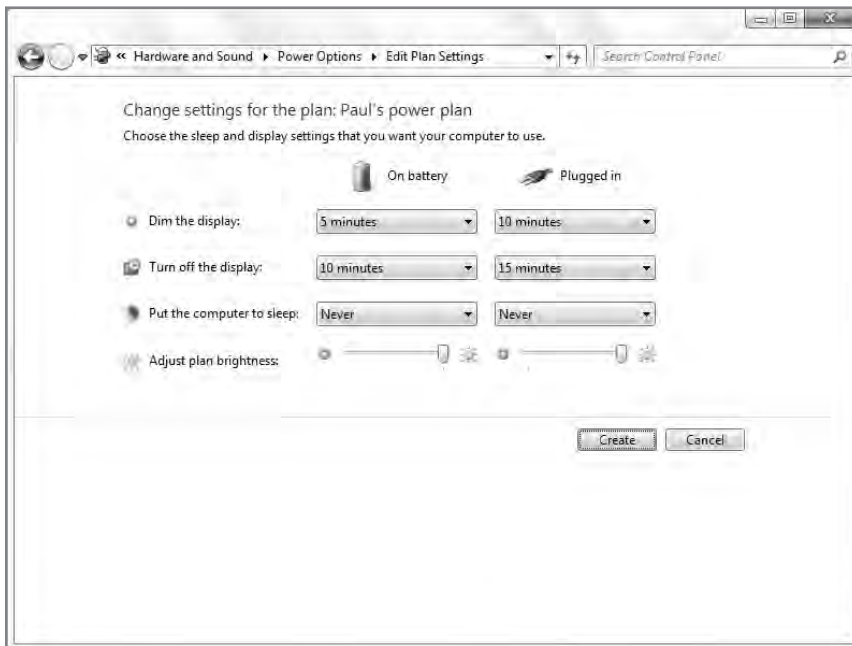 « Hardware and Sound ▸ Power Options ▸ Edit Plan Settings Search Control Panel
Change settings for the plan: Paul's power plan
Choose the sleep and display settings that you want your computer to use.
On battery Plugged in
Dim the display: 5 minutes 10 minutes
Turn off the display: 10 minutes 15 minutes
Put the computer to sleep: Never Never
Adjust plan brightness:
Create Cancel